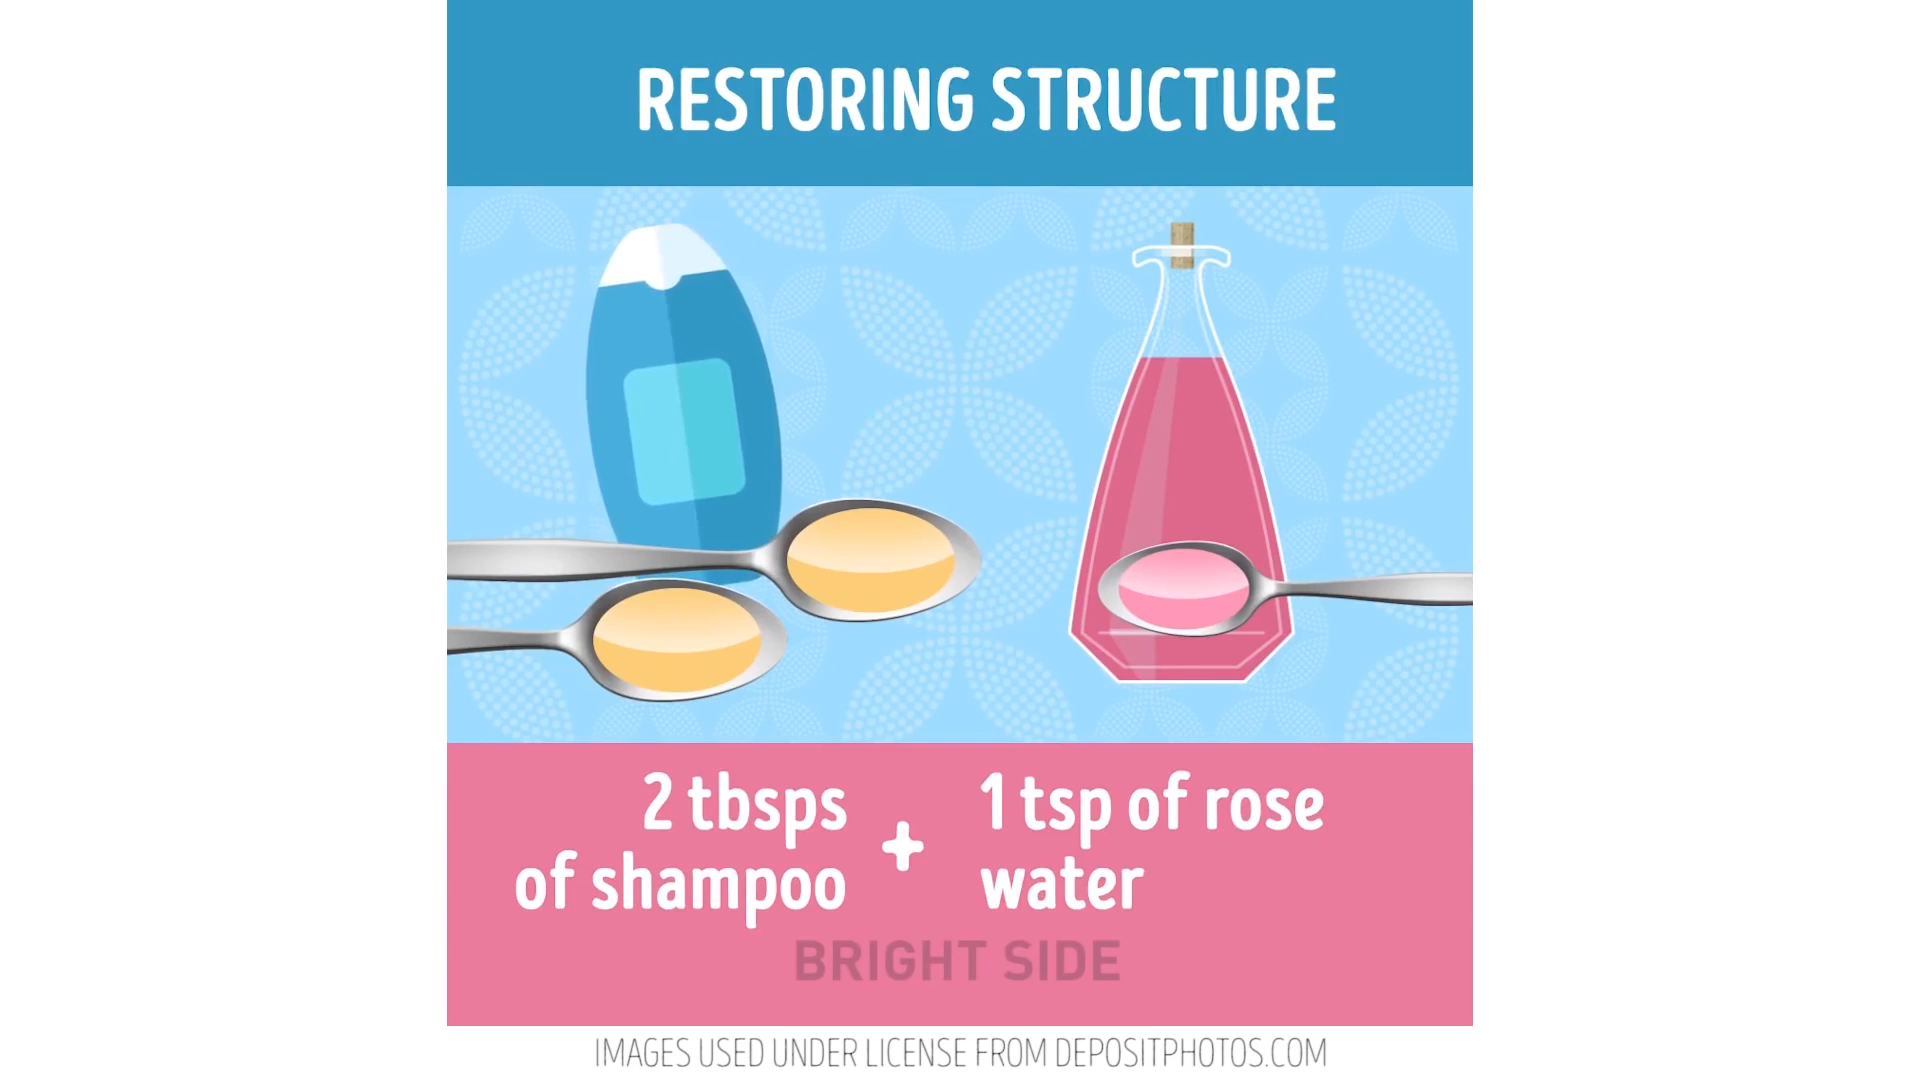 RESTORING STRUCTURE
2 tbsps
of shampoo
+
1 tsp of rose
water
BRIGHT SIDE
IMAGES USED UNDER LICENSE FROM DEPOSITPHOTOS.COM